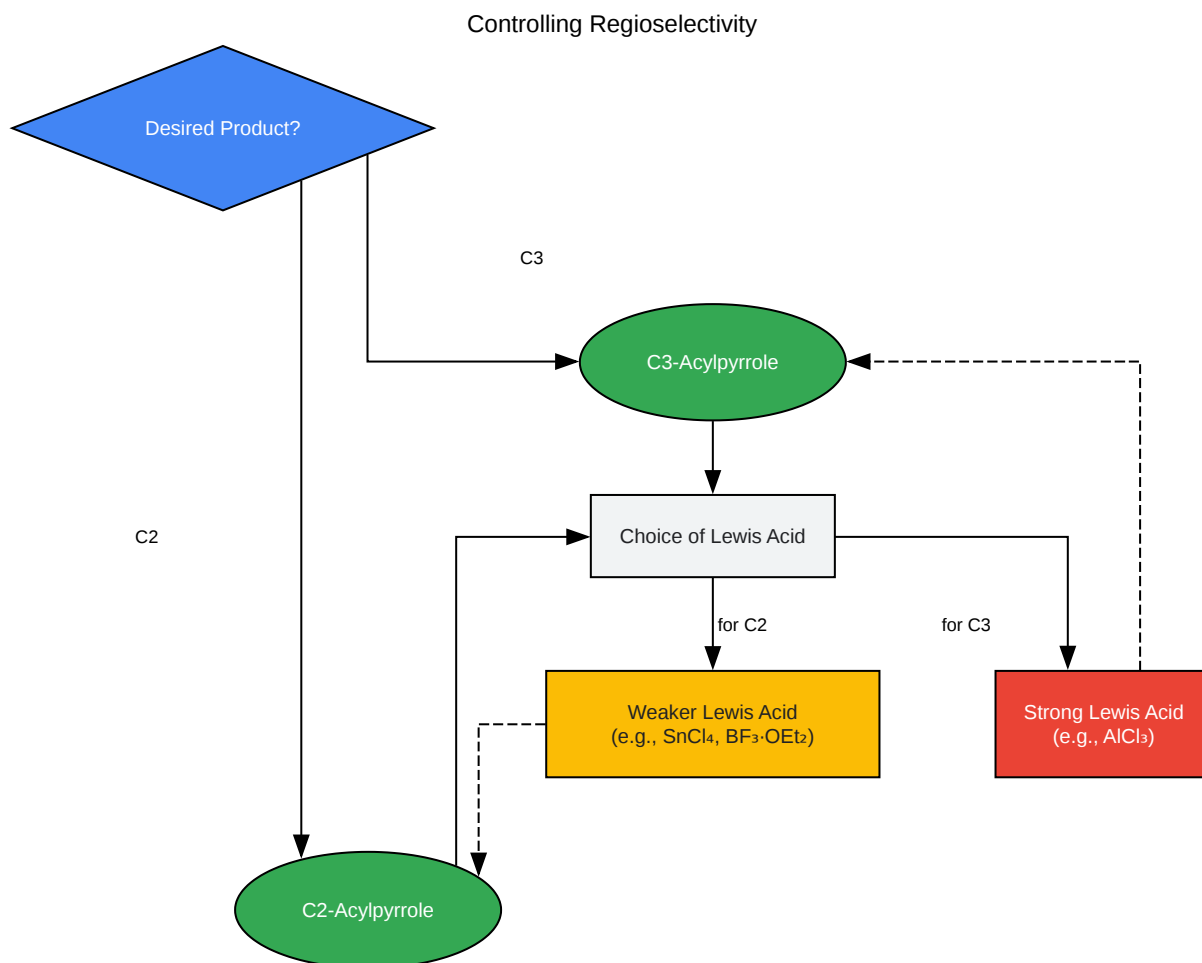 Controlling Regioselectivity
Desired Product?
C3
C3-Acylpyrrole
C2
Choice of Lewis Acid
for C2
for C3
Weaker Lewis Acid
(e.g., SnCl₄, BF₃·OEt₂)
Strong Lewis Acid
(e.g., AlCl₃)
C2-Acylpyrrole